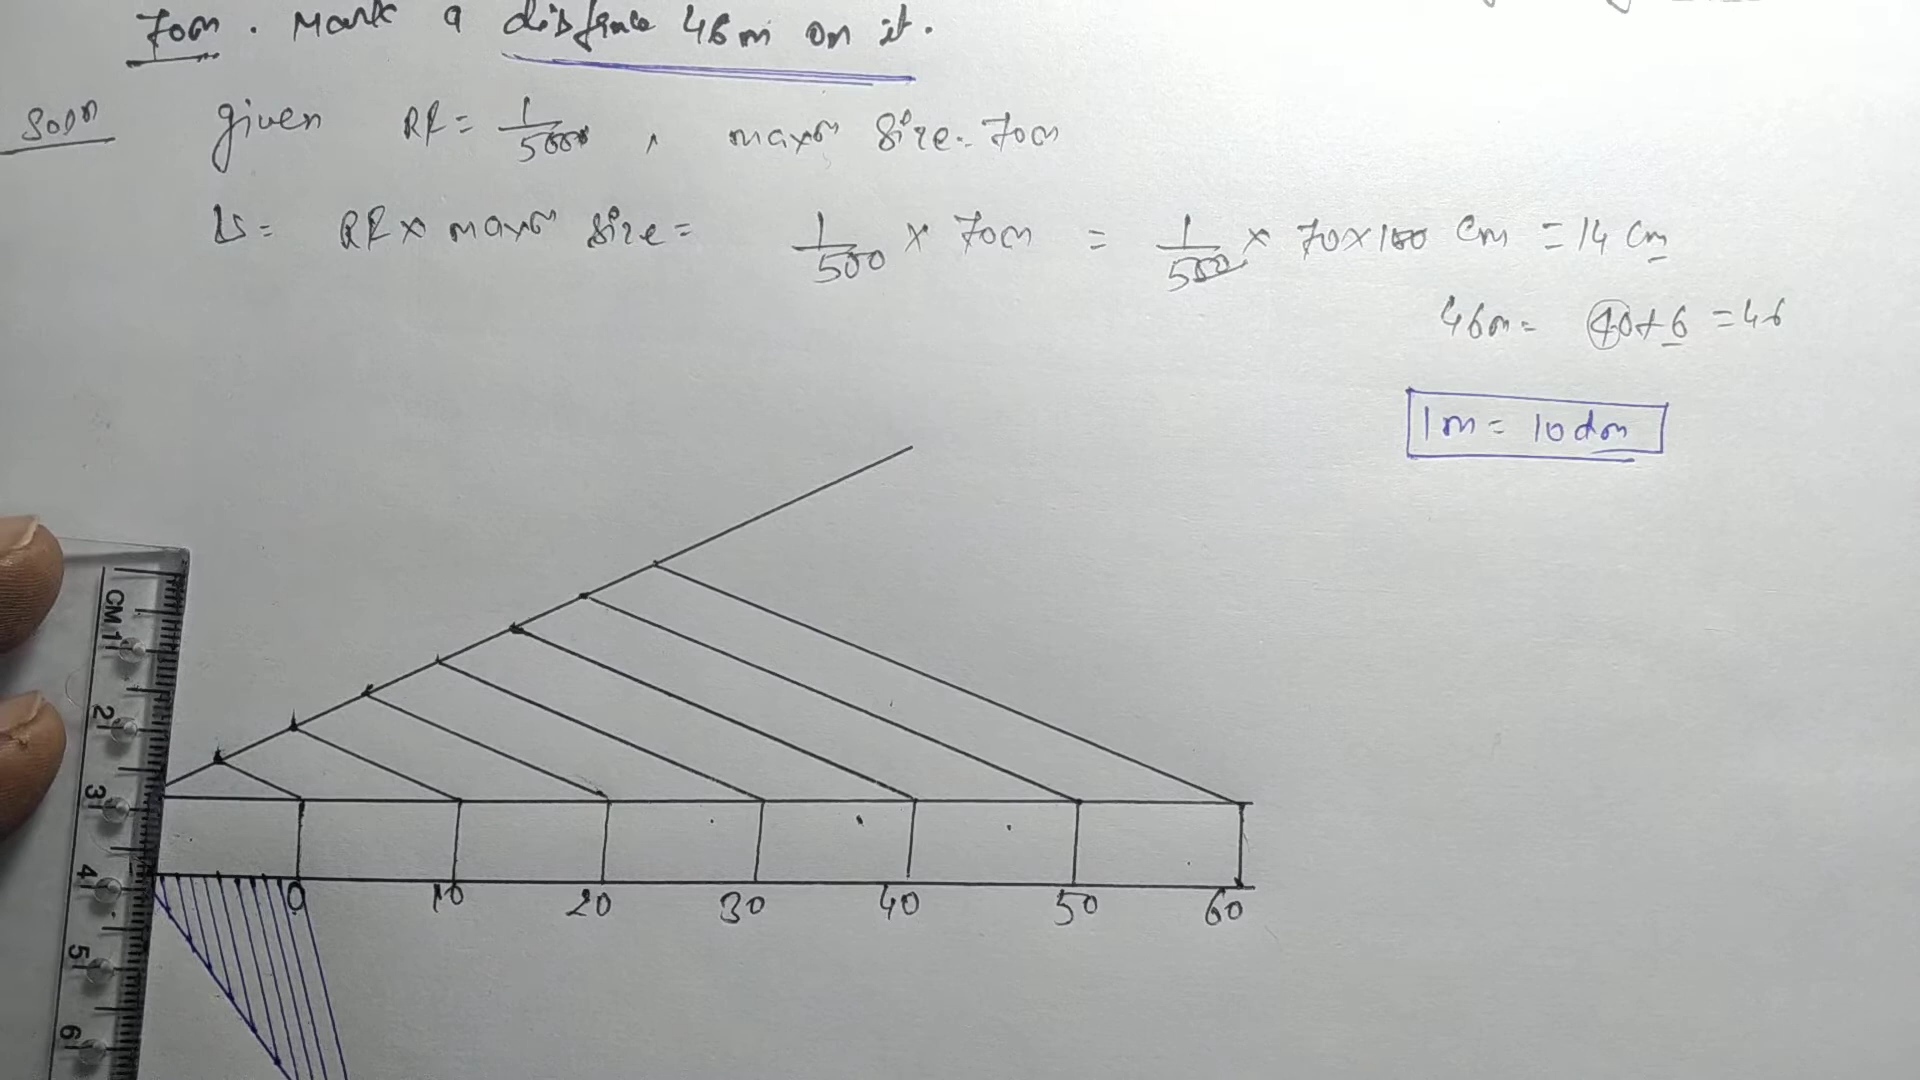 70m. Mark a distance 46m on it.
Soln given RF = 1/500, maxm size = 70m
LS = RF x maxm size = 1/500 x 70m = 1/500 x 70x100 cm = 14 cm
46m = 40+6 = 46
1m = 10dm
CM 1 2 3 4 5 6
0 10 20 30 40 50 60